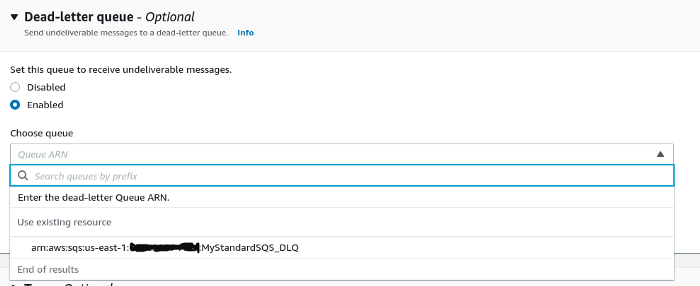 Dead-letter queue - Optional
Send undeliverable messages to a dead-letter queue. Info
Set this queue to receive undeliverable messages.
Disabled
Enabled
Choose queue
Queue ARN
Search queues by prefix
Enter the dead-letter Queue ARN.
Use existing resource
arn:aws:sqs:us-east-1: :MyStandardSQS_DLQ
End of results